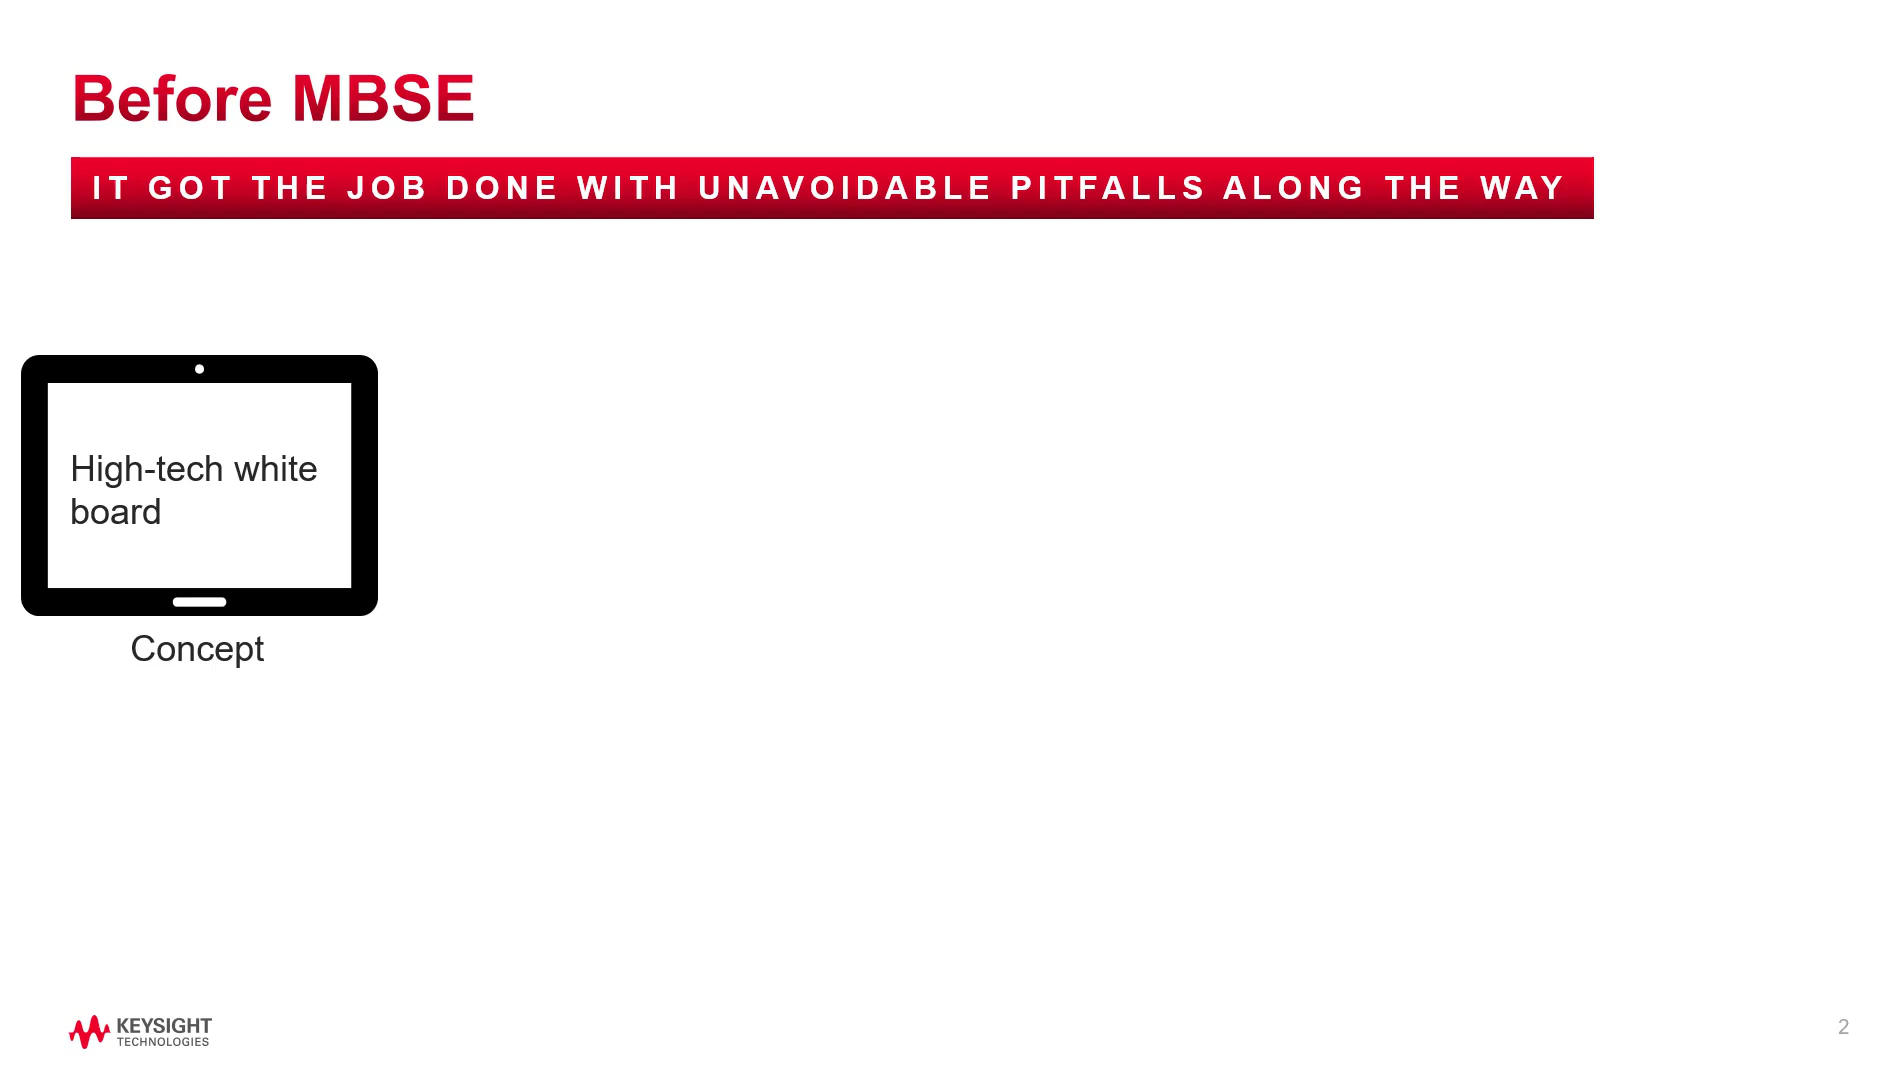 Before MBSE
IT GOT THE JOB DONE WITH UNAVOIDABLE PITFALLS ALONG THE WAY
High-tech white
board
Concept
KEYSIGHT
TECHNOLOGIES
2